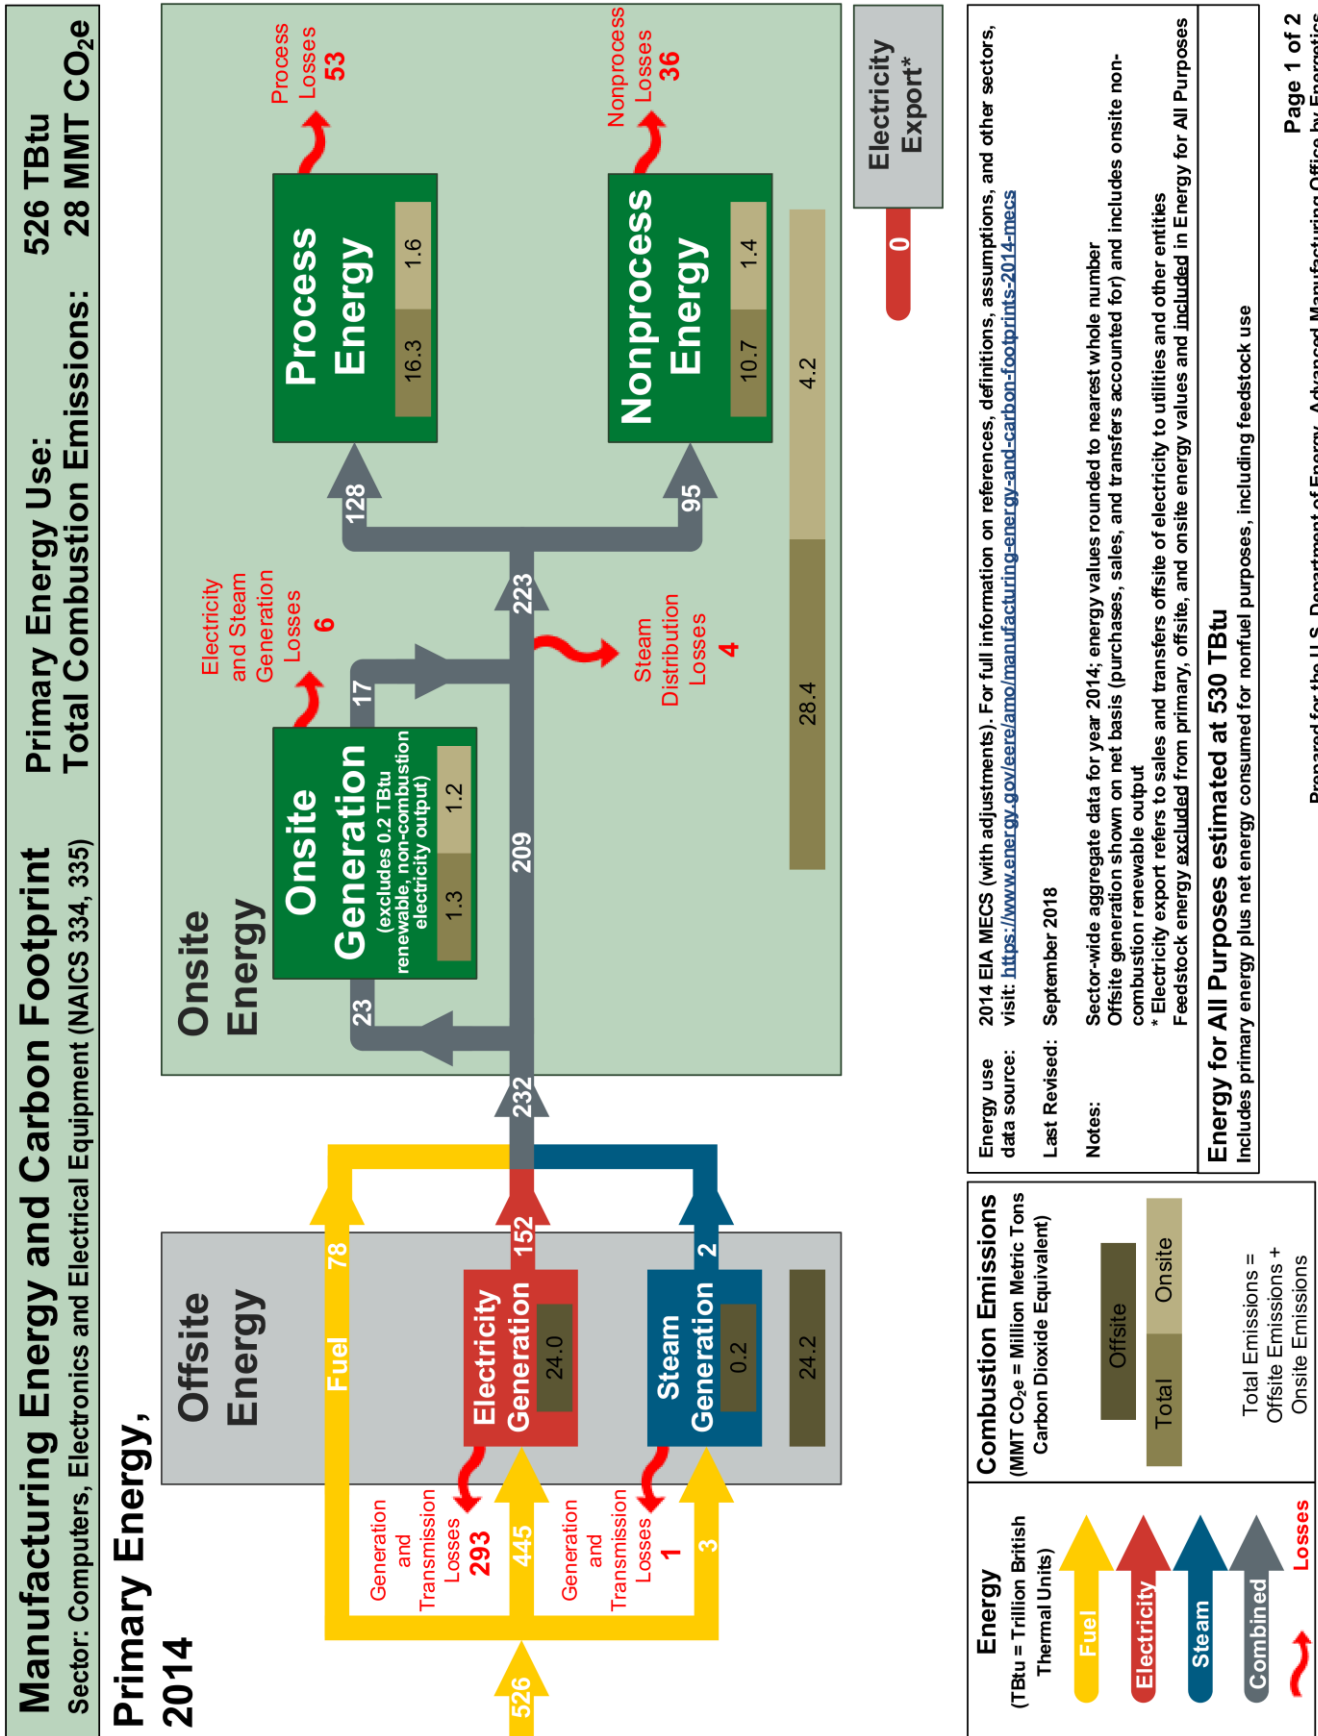 Manufacturing Energy and Carbon Footprint
Sector: Computers, Electronics and Electrical Equipment (NAICS 334, 335)
Primary Energy Use: 526 TBtu
Total Combustion Emissions: 28 MMT CO₂e
Primary Energy,
2014
Offsite
Energy
Onsite
Energy
526
Fuel
78
Generation
and
Transmission
Losses
293
445
Electricity
Generation
24.0
152
Generation
and
Transmission
Losses
1
3
Steam
Generation
0.2
2
24.2
232
23
Onsite
Generation
(excludes 0.2 TBtu
renewable, non-combustion
electricity output)
1.3
1.2
Electricity
and Steam
Generation
Losses
6
17
209
223
Steam
Distribution
Losses
4
128
Process
Energy
16.3
1.6
Process
Losses
53
95
Nonprocess
Energy
10.7
1.4
Nonprocess
Losses
36
28.4
4.2
0
Electricity
Export*
Energy
(TBtu = Trillion British
Thermal Units)
Fuel
Electricity
Steam
Combined
Losses
Combustion Emissions
(MMT CO₂e = Million Metric Tons
Carbon Dioxide Equivalent)
Offsite
Total
Onsite
Total Emissions =
Offsite Emissions +
Onsite Emissions
Energy use 2014 EIA MECS (with adjustments). For full information on references, definitions, assumptions, and other sectors,
data source: visit: https://www.energy.gov/eere/amo/manufacturing-energy-and-carbon-footprints-2014-mecs
Last Revised: September 2018
Notes: Sector-wide aggregate data for year 2014; energy values rounded to nearest whole number
Offsite generation shown on net basis (purchases, sales, and transfers accounted for) and includes onsite non-
combustion renewable output
* Electricity export refers to sales and transfers offsite of electricity to utilities and other entities
Feedstock energy excluded from primary, offsite, and onsite energy values and included in Energy for All Purposes
Energy for All Purposes estimated at 530 TBtu
Includes primary energy plus net energy consumed for nonfuel purposes, including feedstock use
Page 1 of 2
Prepared for the U.S. Department of Energy, Advanced Manufacturing Office by Energetics